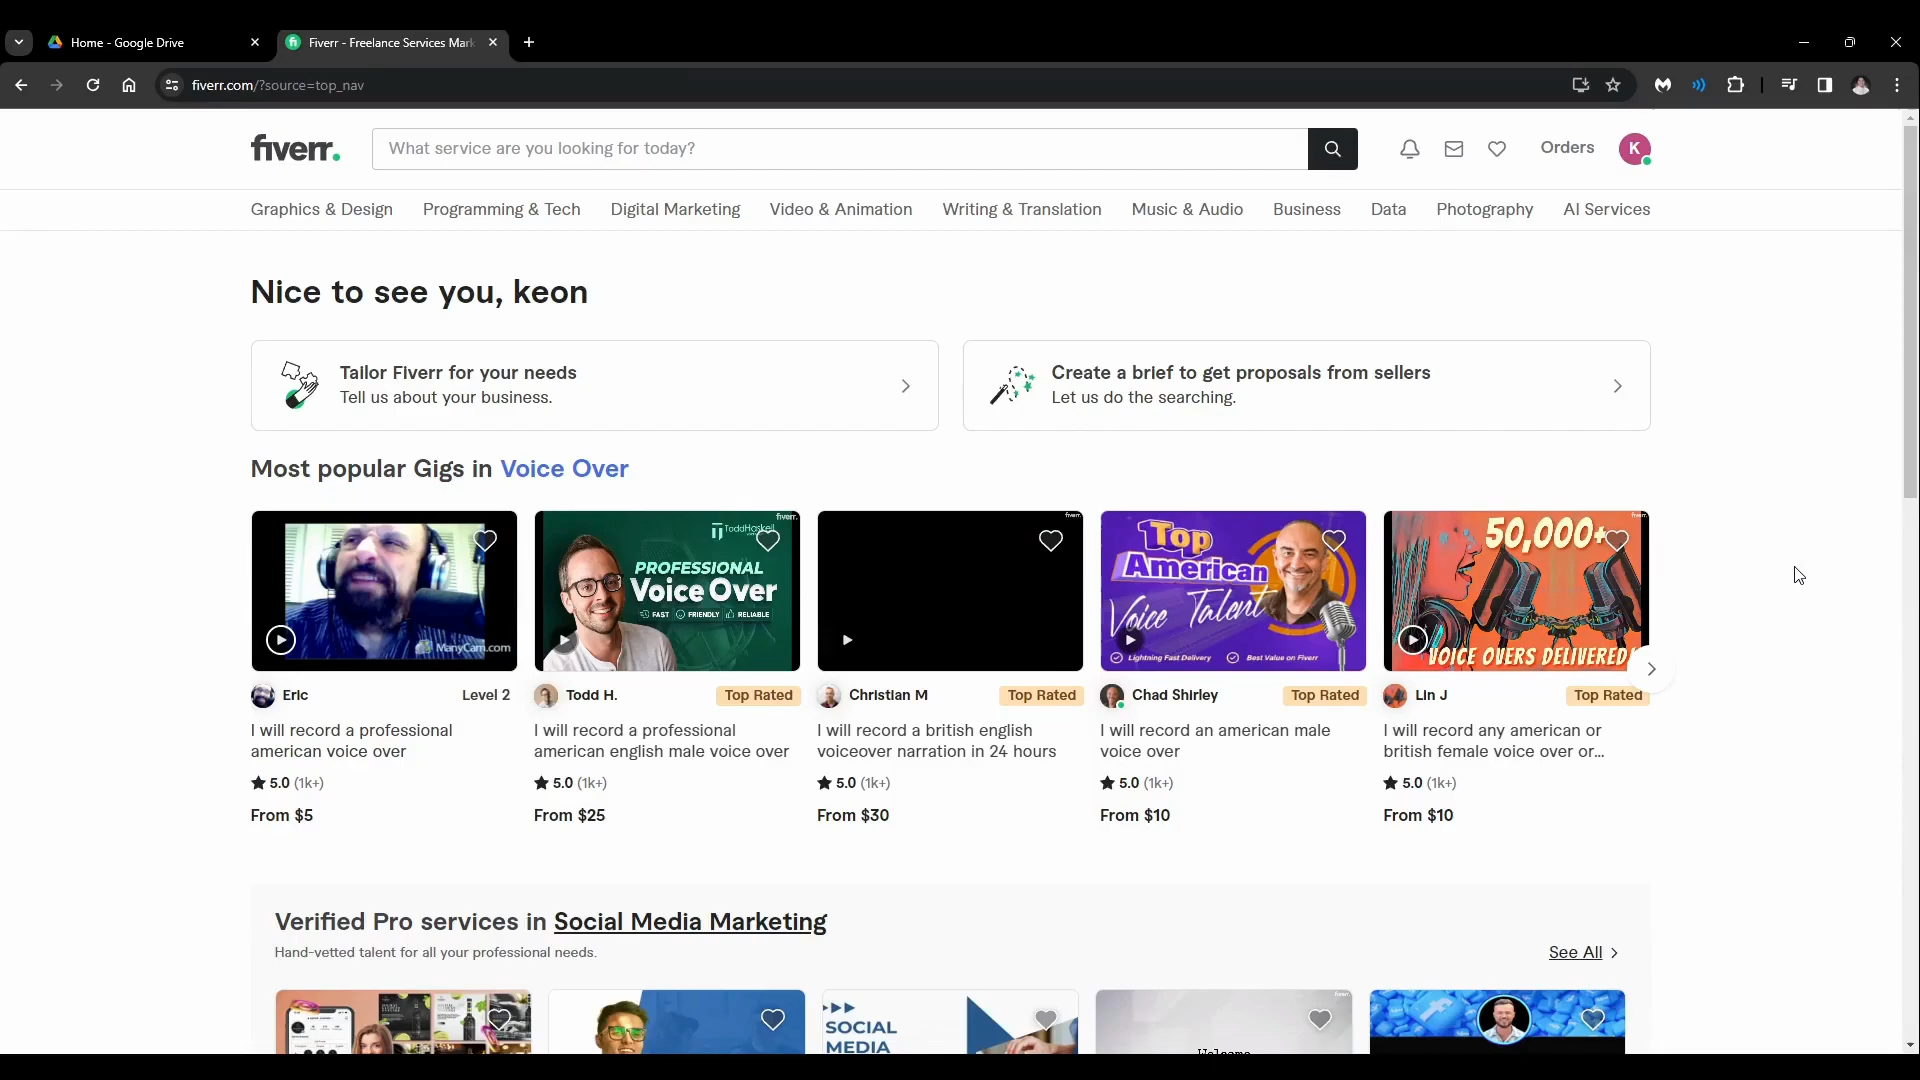 Home - Google Drive
Fiverr - Freelance Services Mark
fiverr.com/?source=top_nav
fiverr.
What service are you looking for today?
Orders
K
Graphics & Design
Programming & Tech
Digital Marketing
Video & Animation
Writing & Translation
Music & Audio
Business
Data
Photography
AI Services
Nice to see you, keon
Tailor Fiverr for your needs
Tell us about your business.
Create a brief to get proposals from sellers
Let us do the searching.
Most popular Gigs in Voice Over
ManyCam.com
Eric
Level 2
I will record a professional
american voice over
5.0 (1k+)
From $5
fiverr.
ToddHaskell
PROFESSIONAL
Voice Over
FAST FRIENDLY RELIABLE
Todd H.
Top Rated
I will record a professional
american english male voice over
5.0 (1k+)
From $25
fiverr.
Christian M
Top Rated
I will record a british english
voiceover narration in 24 hours
5.0 (1k+)
From $30
Top
American
Voice Talent
Lightning Fast Delivery
Best Value on Fiverr
Chad Shirley
Top Rated
I will record an american male
voice over
5.0 (1k+)
From $10
fiverr.
50,000+
VOICE OVERS DELIVERED!
Lin J
Top Rated
I will record any american or
british female voice over or...
5.0 (1k+)
From $10
Verified Pro services in Social Media Marketing
Hand-vetted talent for all your professional needs.
See All
SOCIAL
MEDIA
fiverr.
Welcome